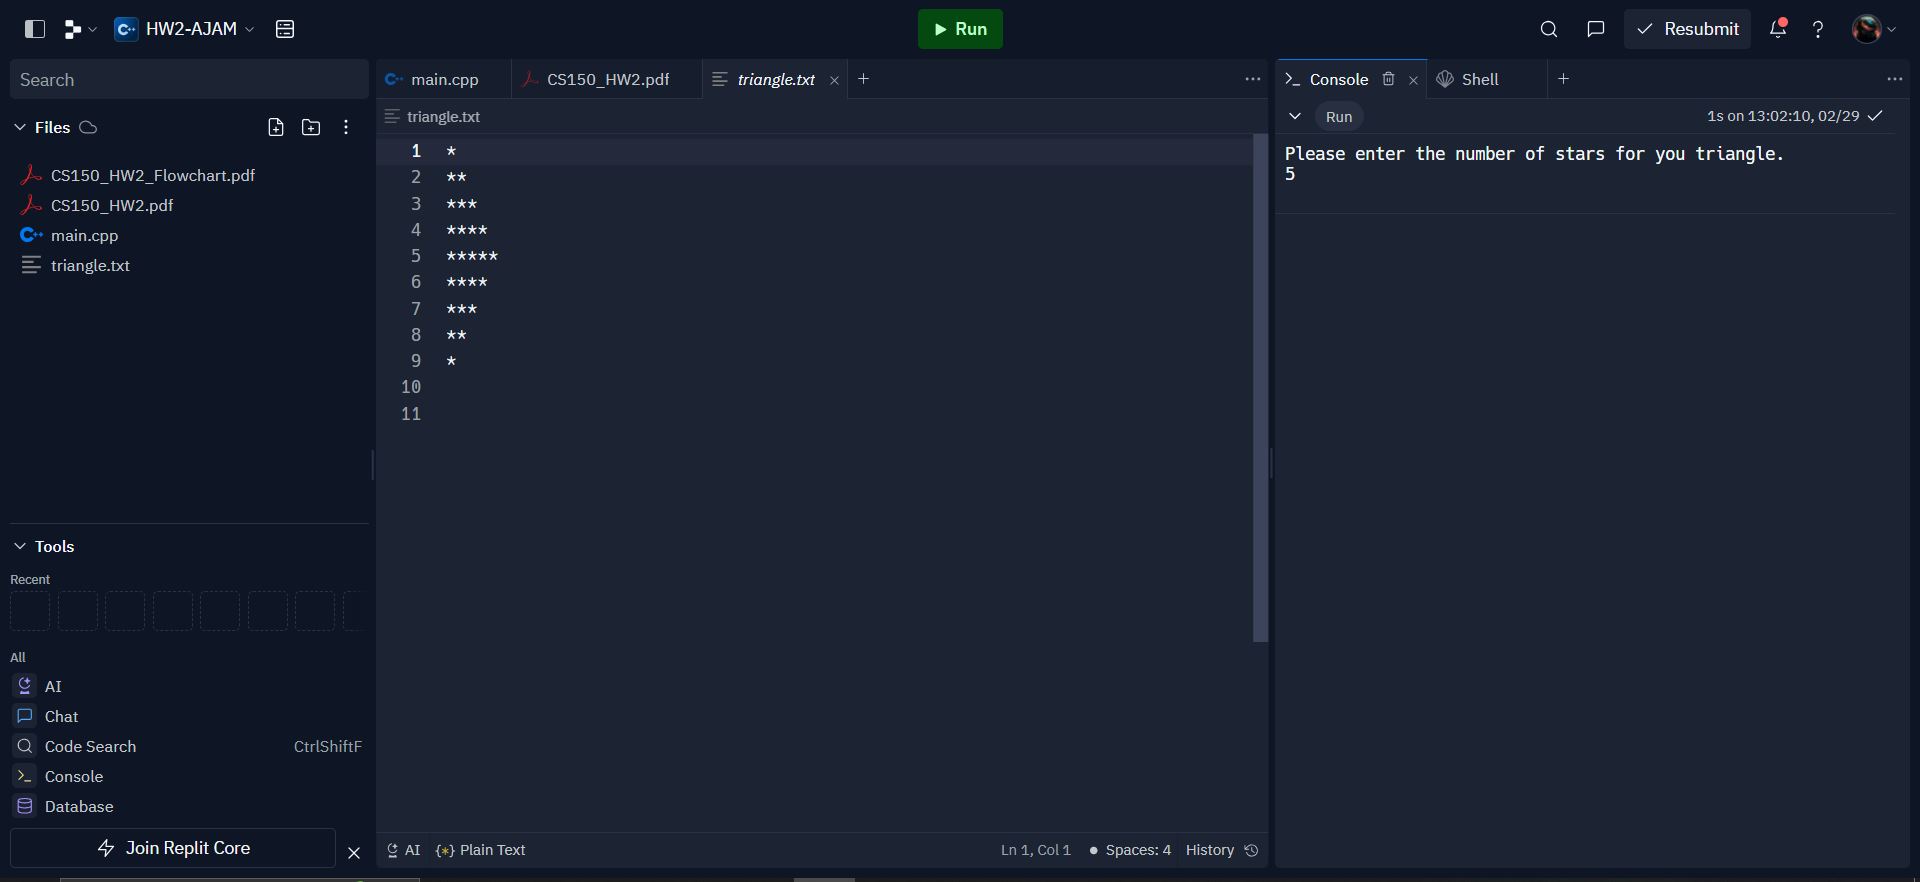 HW2-AJAM
Run
Resubmit
Search
Files
CS150_HW2_Flowchart.pdf
CS150_HW2.pdf
main.cpp
triangle.txt
Tools
Recent
All
AI
Chat
Code Search CtrlShiftF
Console
Database
Join Replit Core
main.cpp CS150_HW2.pdf triangle.txt
triangle.txt
1 *
2 **
3 ***
4 ****
5 *****
6 ****
7 ***
8 **
9 *
10
11
AI {*} Plain Text Ln 1, Col 1 Spaces: 4 History
Console Shell
Run 1s on 13:02:10, 02/29
Please enter the number of stars for you triangle.
5